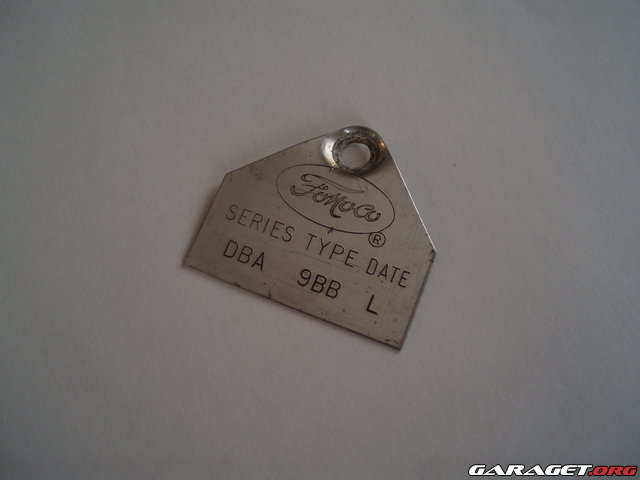 FoMoCo
®
SERIES TYPE DATE
DBA 9BB L
GARAGET.ORG